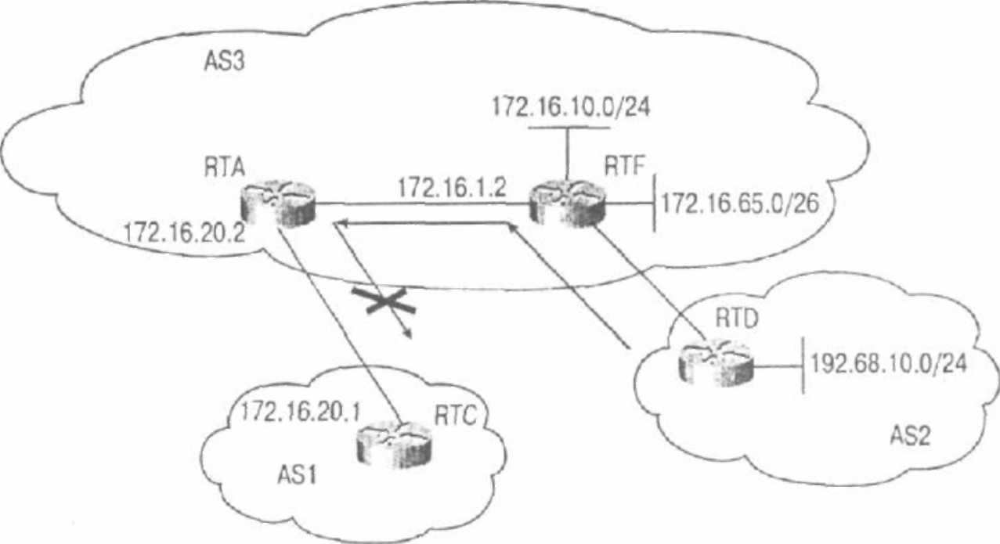 AS3
172.16.10.0/24
RTA
RTF
172.16.1.2
172.16.65.0/26
172.16.20.2
RTD
192.68.10.0/24
172.16.20.1
RTC
AS2
AS1